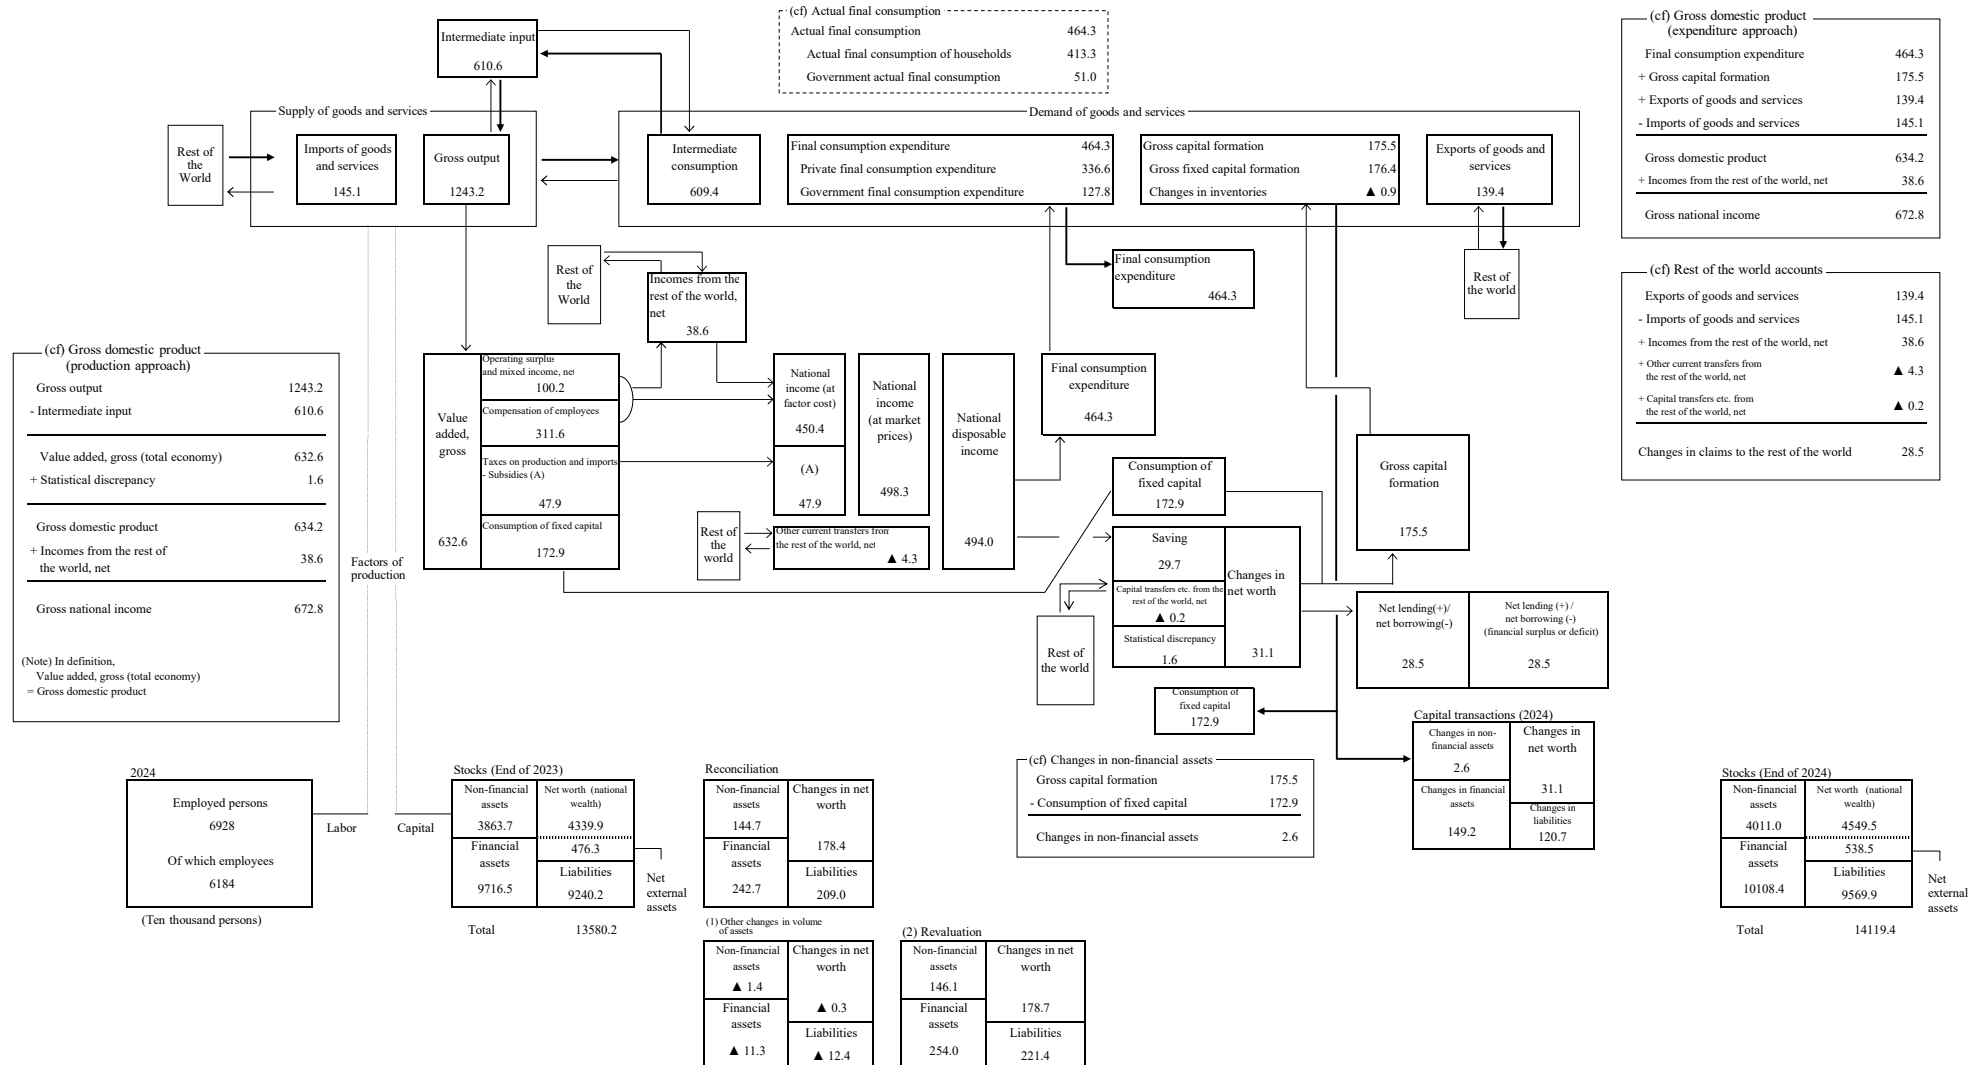 (cf) Actual final consumption
Actual final consumption 464.3
Actual final consumption of households 413.3
Government actual final consumption 51.0
(cf) Gross domestic product
(expenditure approach)
Final consumption expenditure 464.3
+ Gross capital formation 175.5
+ Exports of goods and services 139.4
- Imports of goods and services 145.1
Gross domestic product 634.2
+ Incomes from the rest of the world, net 38.6
Gross national income 672.8
Intermediate input
610.6
Supply of goods and services
Rest of
the
World
Imports of goods
and services
145.1
Gross output
1243.2
Demand of goods and services
Intermediate
consumption
609.4
Final consumption expenditure 464.3
Private final consumption expenditure 336.6
Government final consumption expenditure 127.8
Gross capital formation 175.5
Gross fixed capital formation 176.4
Changes in inventories ▲ 0.9
Exports of goods and
services
139.4
Rest of
the
World
Incomes from the
rest of the world,
net
38.6
Final consumption
expenditure
464.3
Rest of
the world
(cf) Rest of the world accounts
Exports of goods and services 139.4
- Imports of goods and services 145.1
+ Incomes from the rest of the world, net 38.6
+ Other current transfers from
the rest of the world, net ▲ 4.3
+ Capital transfers etc. from
the rest of the world, net ▲ 0.2
Changes in claims to the rest of the world 28.5
(cf) Gross domestic product
(production approach)
Gross output 1243.2
- Intermediate input 610.6
Value added, gross (total economy) 632.6
+ Statistical discrepancy 1.6
Gross domestic product 634.2
+ Incomes from the rest of
the world, net 38.6
Gross national income 672.8
(Note) In definition,
Value added, gross (total economy)
= Gross domestic product
Factors of
production
Value
added,
gross
632.6
Operating surplus
and mixed income, net
100.2
Compensation of employees
311.6
Taxes on production and imports
- Subsidies (A)
47.9
Consumption of fixed capital
172.9
National
income (at
factor cost)
450.4
(A)
47.9
National
income
(at market
prices)
498.3
National
disposable
income
494.0
Rest of
the
world
Other current transfers from
the rest of the world, net
▲ 4.3
Final consumption
expenditure
464.3
Consumption of
fixed capital
172.9
Saving
29.7
Capital transfers etc. from the
rest of the world, net
▲ 0.2
Statistical discrepancy
1.6
Changes in
net worth
31.1
Rest of
the world
Gross capital
formation
175.5
Net lending(+)/
net borrowing(-)
28.5
Net lending (+) /
net borrowing (-)
(financial surplus or deficit)
28.5
Consumption of
fixed capital
172.9
Capital transactions (2024)
Changes in non-
financial assets
2.6
Changes in financial
assets
149.2
Changes in
net worth
31.1
Changes in
liabilities
120.7
(cf) Changes in non-financial assets
Gross capital formation 175.5
- Consumption of fixed capital 172.9
Changes in non-financial assets 2.6
2024
Employed persons
6928
Of which employees
6184
(Ten thousand persons)
Labor
Capital
Stocks (End of 2023)
Non-financial
assets
3863.7
Financial
assets
9716.5
Net worth (national
wealth)
4339.9
476.3
Liabilities
9240.2
Net
external
assets
Total 13580.2
Reconciliation
Non-financial
assets
144.7
Financial
assets
242.7
Changes in net
worth
178.4
Liabilities
209.0
(1) Other changes in volume
of assets
Non-financial
assets
▲ 1.4
Financial
assets
▲ 11.3
Changes in net
worth
▲ 0.3
Liabilities
▲ 12.4
(2) Revaluation
Non-financial
assets
146.1
Financial
assets
254.0
Changes in net
worth
178.7
Liabilities
221.4
Stocks (End of 2024)
Non-financial
assets
4011.0
Financial
assets
10108.4
Net worth (national
wealth)
4549.5
538.5
Liabilities
9569.9
Net
external
assets
Total 14119.4